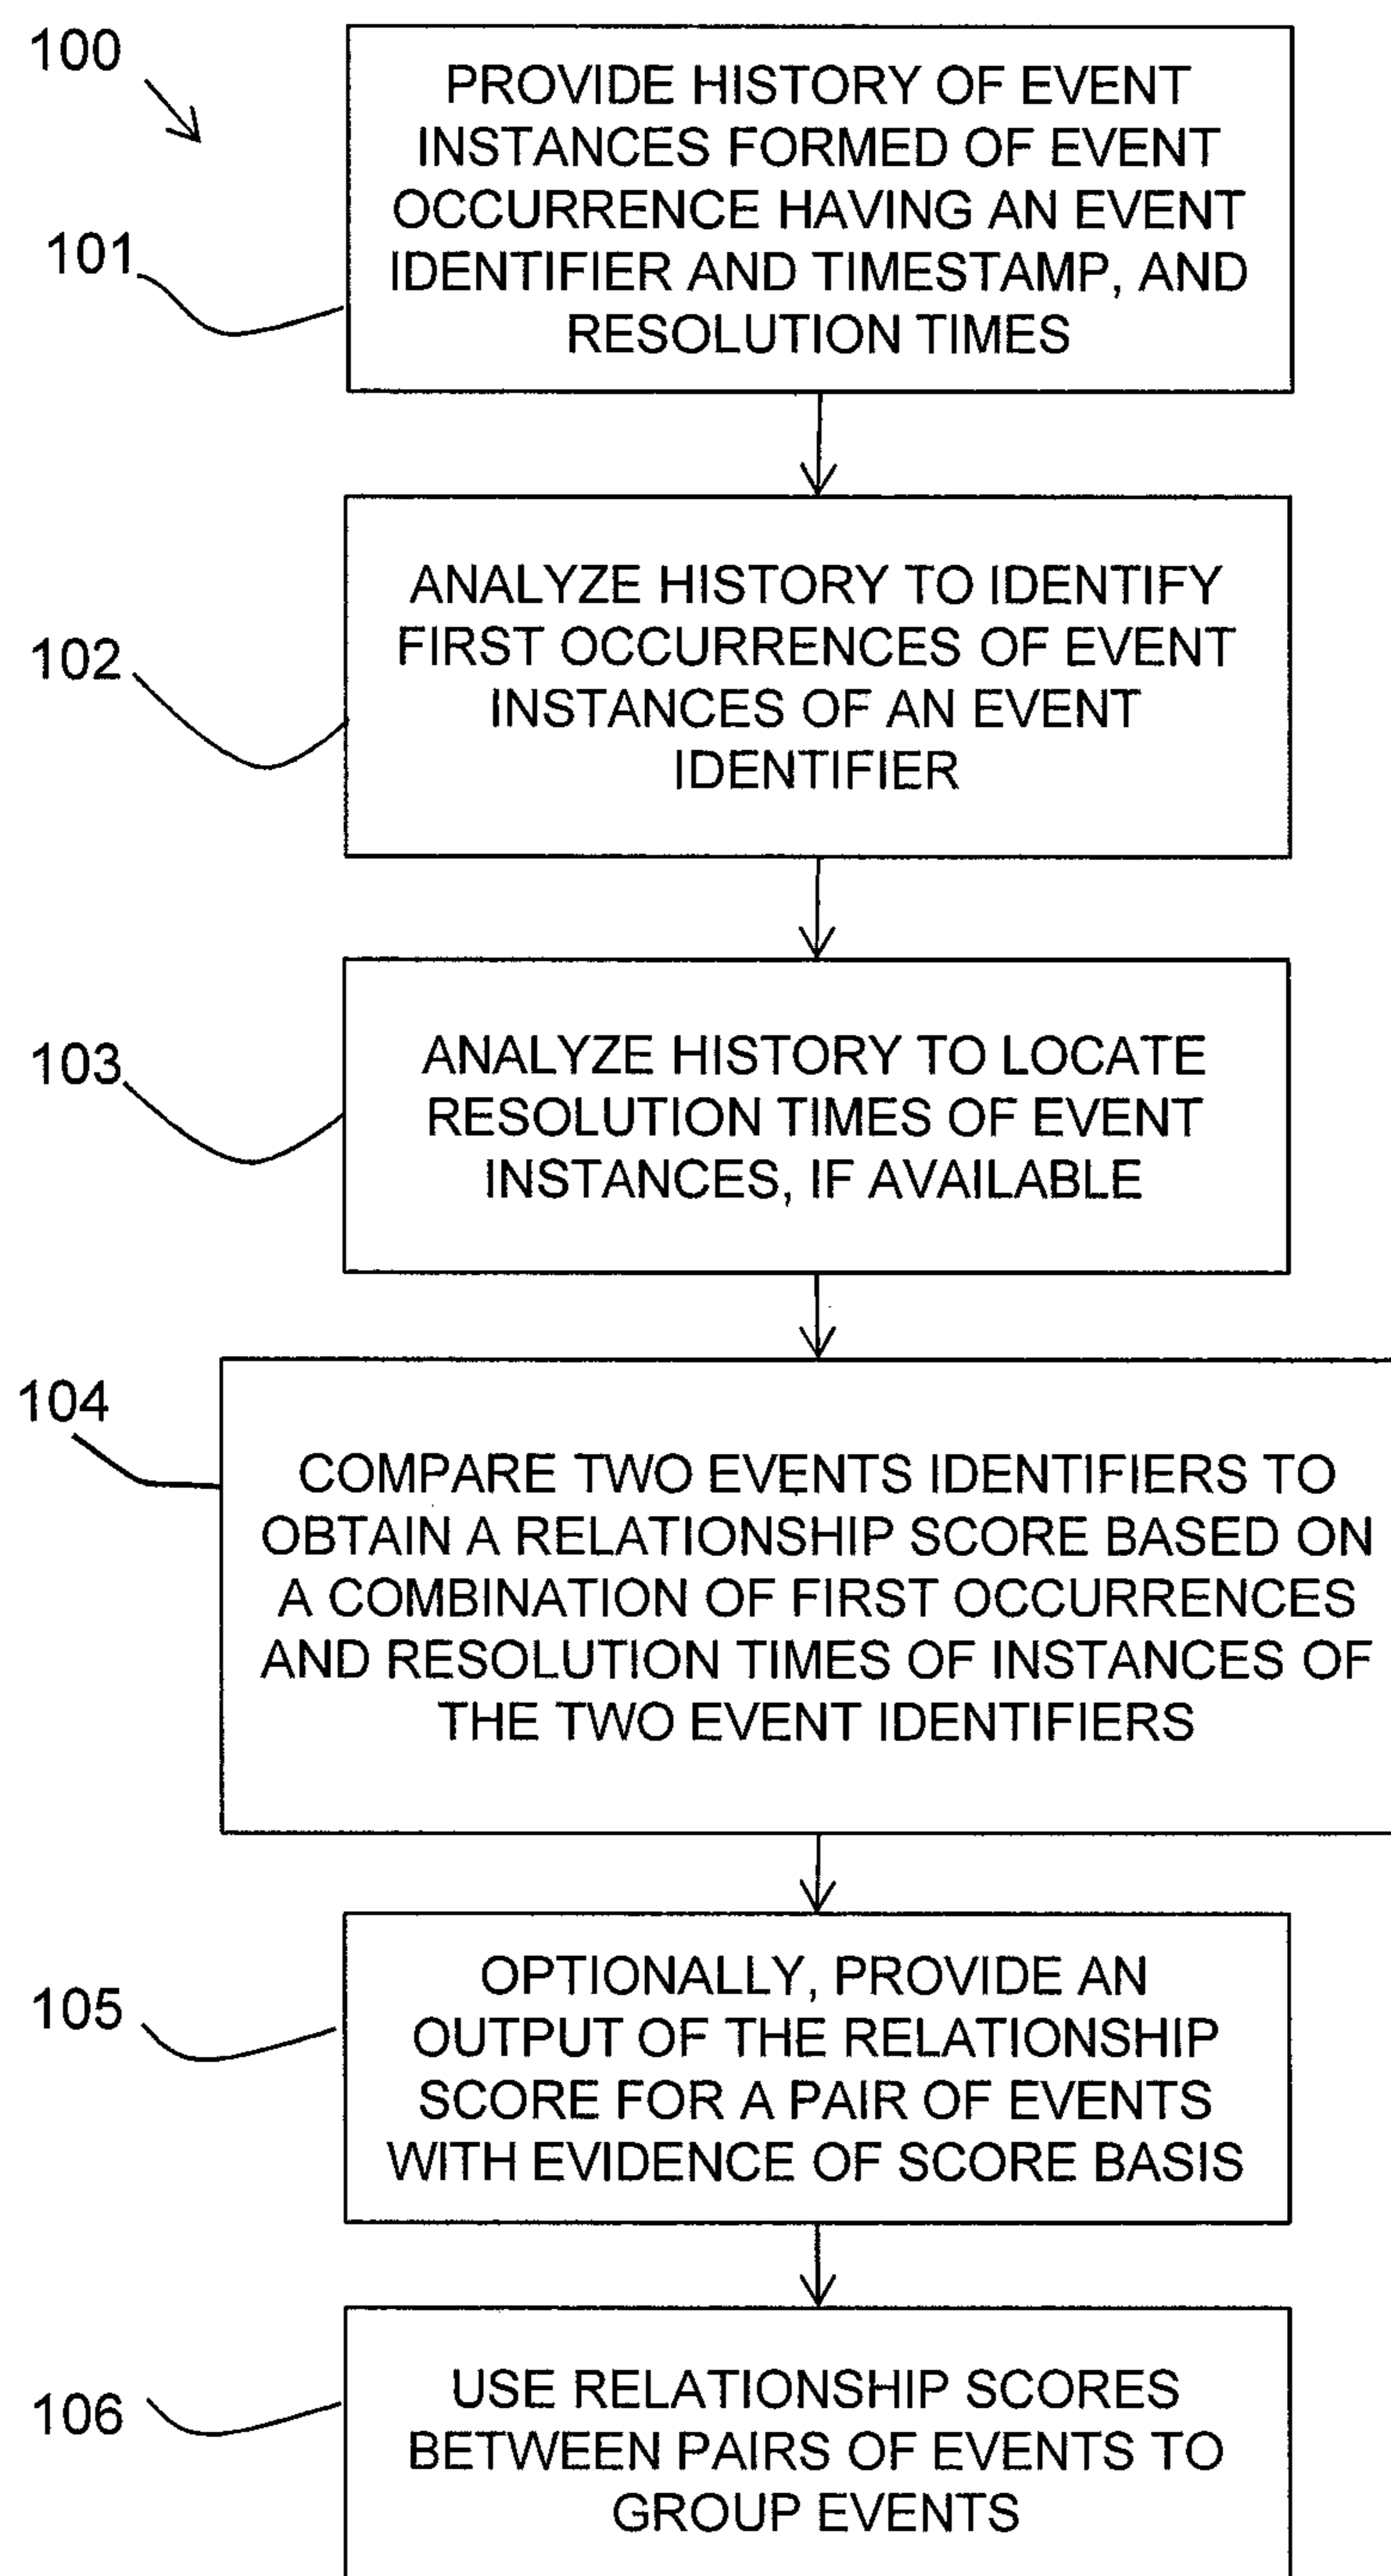 100
PROVIDE HISTORY OF EVENT
INSTANCES FORMED OF EVENT
OCCURRENCE HAVING AN EVENT
IDENTIFIER AND TIMESTAMP, AND
RESOLUTION TIMES
101
ANALYZE HISTORY TO IDENTIFY
FIRST OCCURRENCES OF EVENT
INSTANCES OF AN EVENT
IDENTIFIER
102
ANALYZE HISTORY TO LOCATE
RESOLUTION TIMES OF EVENT
INSTANCES, IF AVAILABLE
103
104
COMPARE TWO EVENTS IDENTIFIERS TO
OBTAIN A RELATIONSHIP SCORE BASED ON
A COMBINATION OF FIRST OCCURRENCES
AND RESOLUTION TIMES OF INSTANCES OF
THE TWO EVENT IDENTIFIERS
105
OPTIONALLY, PROVIDE AN
OUTPUT OF THE RELATIONSHIP
SCORE FOR A PAIR OF EVENTS
WITH EVIDENCE OF SCORE BASIS
106
USE RELATIONSHIP SCORES
BETWEEN PAIRS OF EVENTS TO
GROUP EVENTS